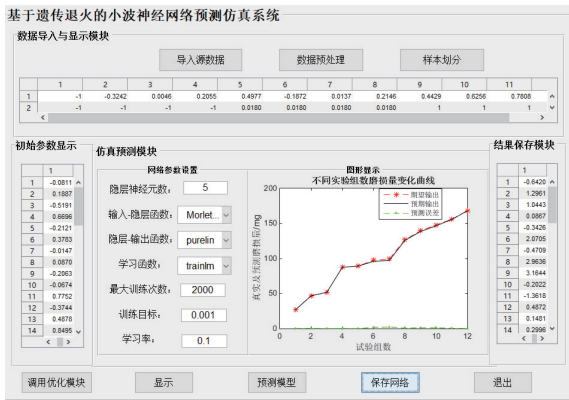 基于遗传退火的小波神经网络预测仿真系统
数据导入与显示模块
导入源数据 数据预处理 样本划分
1 2 3 4 5 6 7 8 9 10 11
1 -1 -0.3242 0.0046 0.2055 0.4977 -0.1872 0.0137 0.2146 0.4429 0.6256 0.7808
2 -1 -1 -1 -1 0.0180 0.0180 0.0180 0.0180 1 1 1
初始参数显示
1
1 -0.0811
2 0.1887
3 -0.5191
4 0.6696
5 -0.2121
6 0.3783
7 -0.0147
8 0.0870
9 -0.2063
10 -0.0674
11 0.7752
12 -0.3744
13 0.4878
14 0.8495
仿真预测模块
网络参数设置
隐层神经元数: 5
输入-隐层函数: Morlet...
隐层-输出函数: purelin
学习函数: trainlm
最大训练次数: 2000
训练目标: 0.001
学习率: 0.1
图形显示
不同实验组数磨损量变化曲线
期望输出
预期输出
预测误差
真实及预测磨损量/mg
200
150
100
50
0
0 2 4 6 8 10 12
试验组数
结果保存模块
1
1 -0.6420
2 1.2961
3 1.0443
4 0.0867
5 -0.3426
6 2.0705
7 -0.4709
8 2.9636
9 3.1644
10 -0.2022
11 -1.3618
12 0.4872
13 0.1481
14 0.2996
调用优化模块 显示 预测模型 保存网络 退出